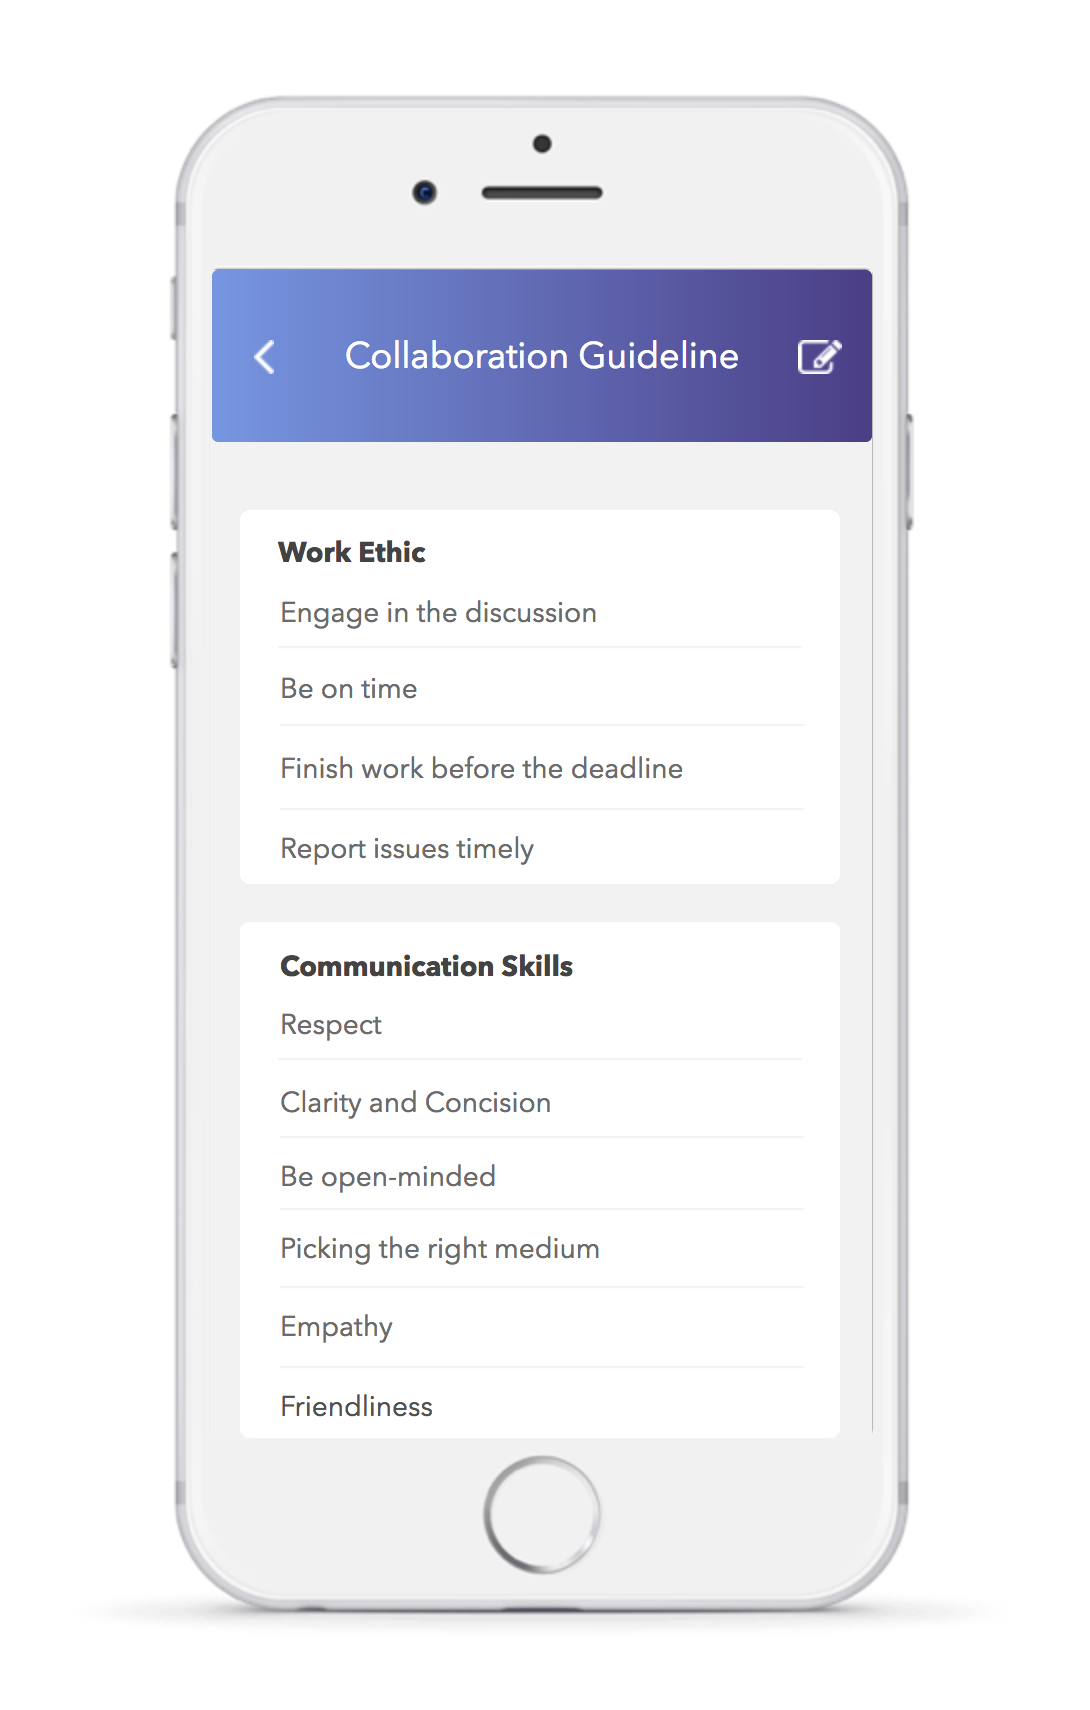 Collaboration Guideline
Work Ethic
Engage in the discussion
Be on time
Finish work before the deadline
Report issues timely
Communication Skills
Respect
Clarity and Concision
Be open-minded
Picking the right medium
Empathy
Friendliness